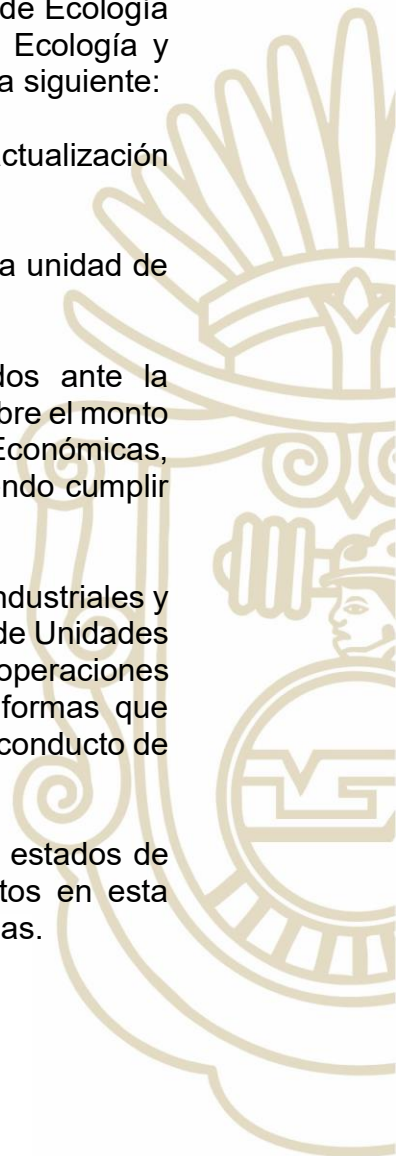 de Ecología
Ecología y
a siguiente:
ctualización
a unidad de
dos ante la
bre el monto
Económicas,
ndo cumplir
ndustriales y
de Unidades
operaciones
formas que
conducto de
estados de
tos en esta
as.